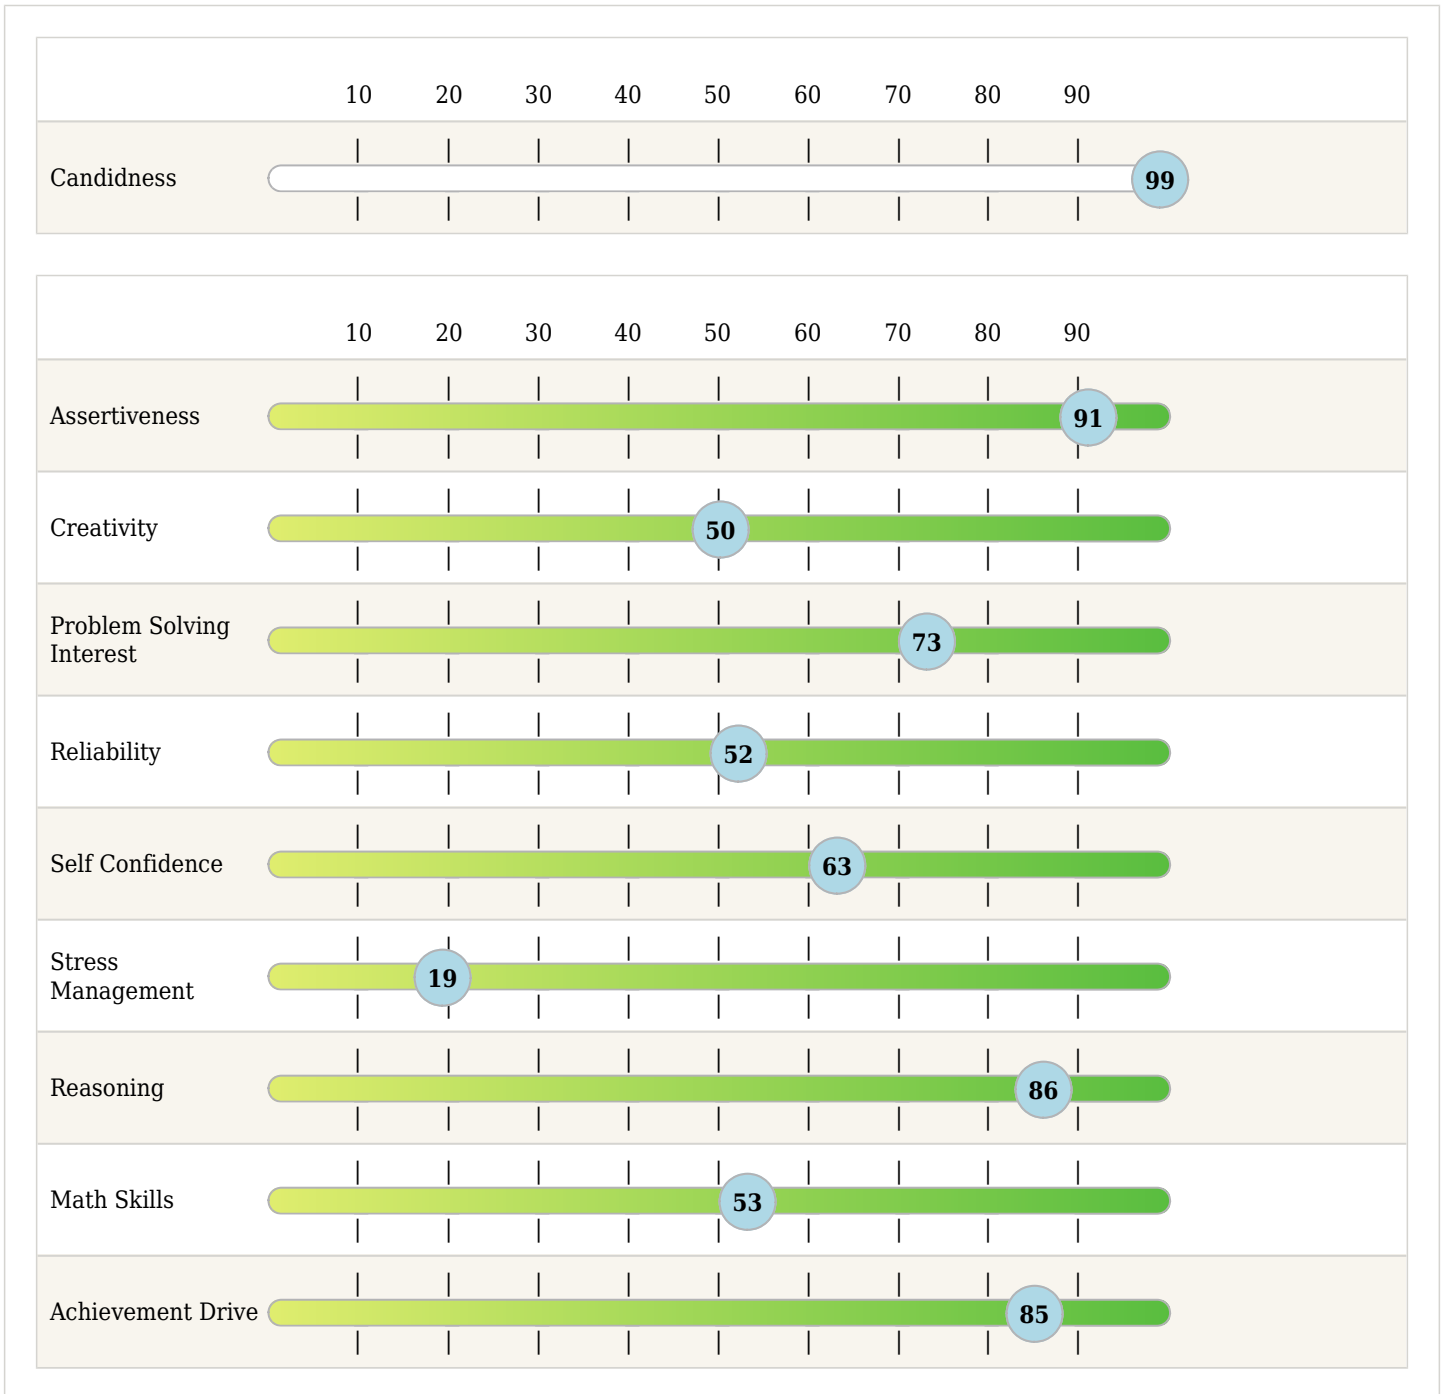 10 20 30 40 50 60 70 80 90
Candidness 99
10 20 30 40 50 60 70 80 90
Assertiveness 91
Creativity 50
Problem Solving
Interest 73
Reliability 52
Self Confidence 63
Stress
Management 19
Reasoning 86
Math Skills 53
Achievement Drive 85